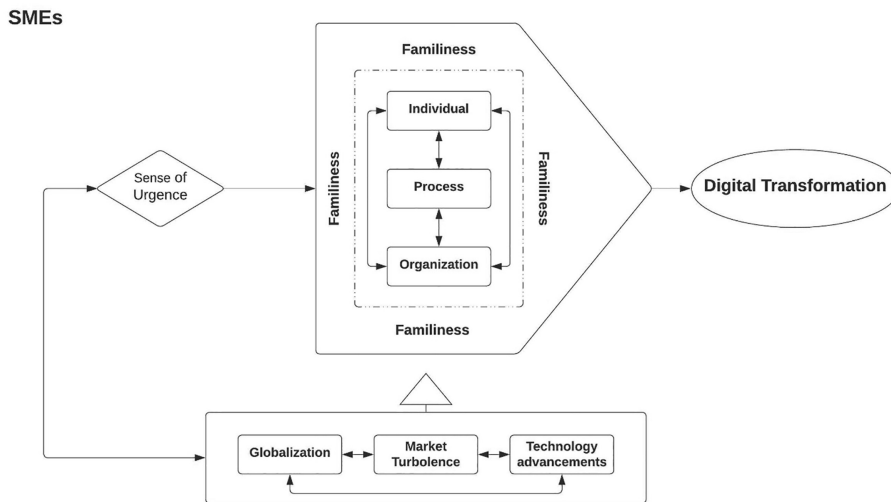 SMEs
Familiness
Individual
Sense of
Urgence
Familiness
Process
Familiness
Digital Transformation
Organization
Familiness
Globalization
Market
Turbolence
Technology
advancements